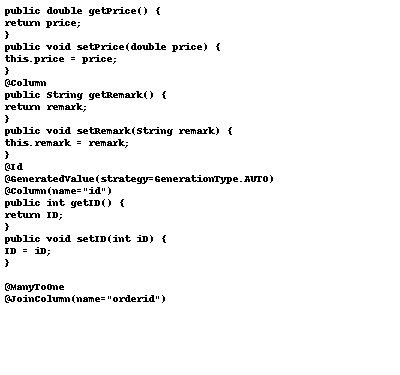 public double getPrice() {
return price;
}
public void setPrice(double price) {
this.price = price;
}
@Column
public String getRemark() {
return remark;
}
public void setRemark(String remark) {
this.remark = remark;
}
@Id
@GeneratedValue(strategy=GenerationType.AUTO)
@Column(name="id")
public int getID() {
return ID;
}
public void setID(int iD) {
ID = iD;
}
@ManyToOne
@JoinColumn(name="orderid")